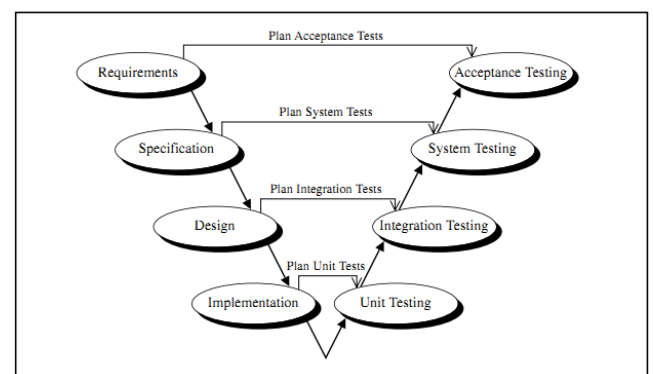 Plan Acceptance Tests
Requirements
Acceptance Testing
Plan System Tests
Specification
System Testing
Plan Integration Tests
Design
Integration Testing
Plan Unit Tests
Implementation
Unit Testing